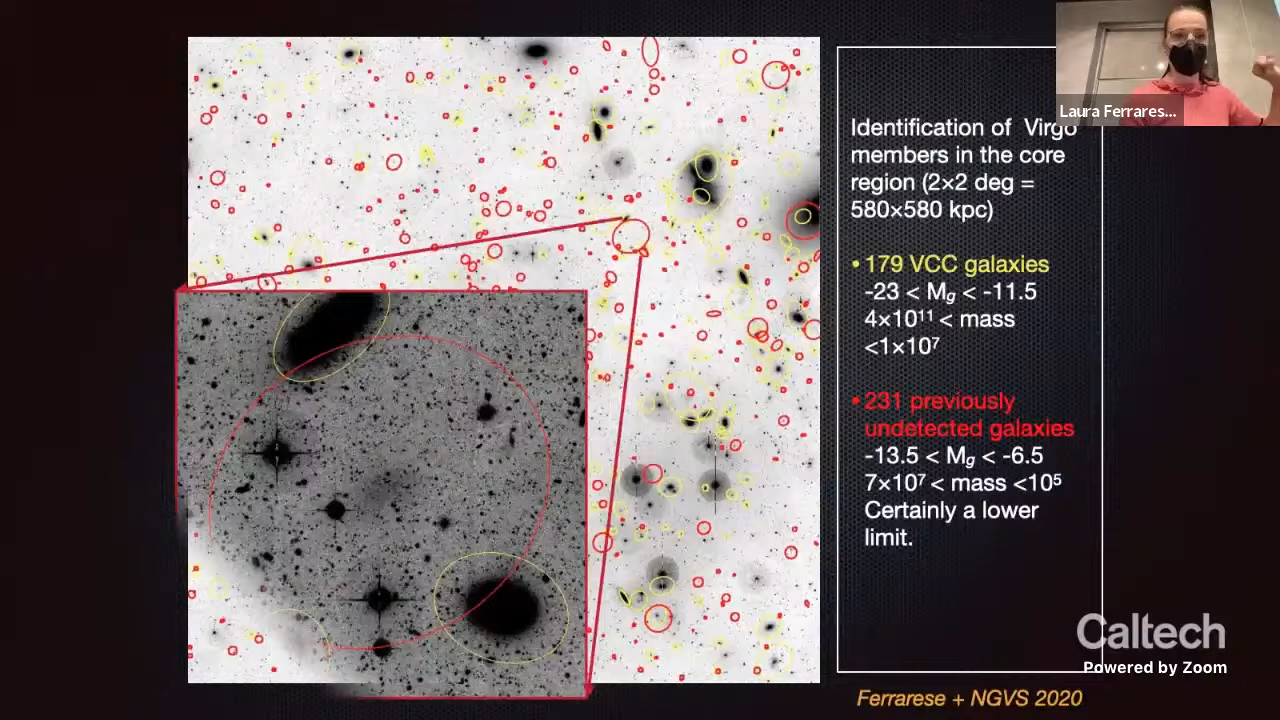 Laura Ferrares...
Identification of Virgo
members in the core
region (2×2 deg =
580×580 kpc)
• 179 VCC galaxies
-23 < Mg < -11.5
4×10¹¹ < mass
<1×10⁷
• 231 previously
undetected galaxies
-13.5 < Mg < -6.5
7×10⁷ < mass <10⁵
Certainly a lower
limit.
Caltech
Powered by Zoom
Ferrarese + NGVS 2020